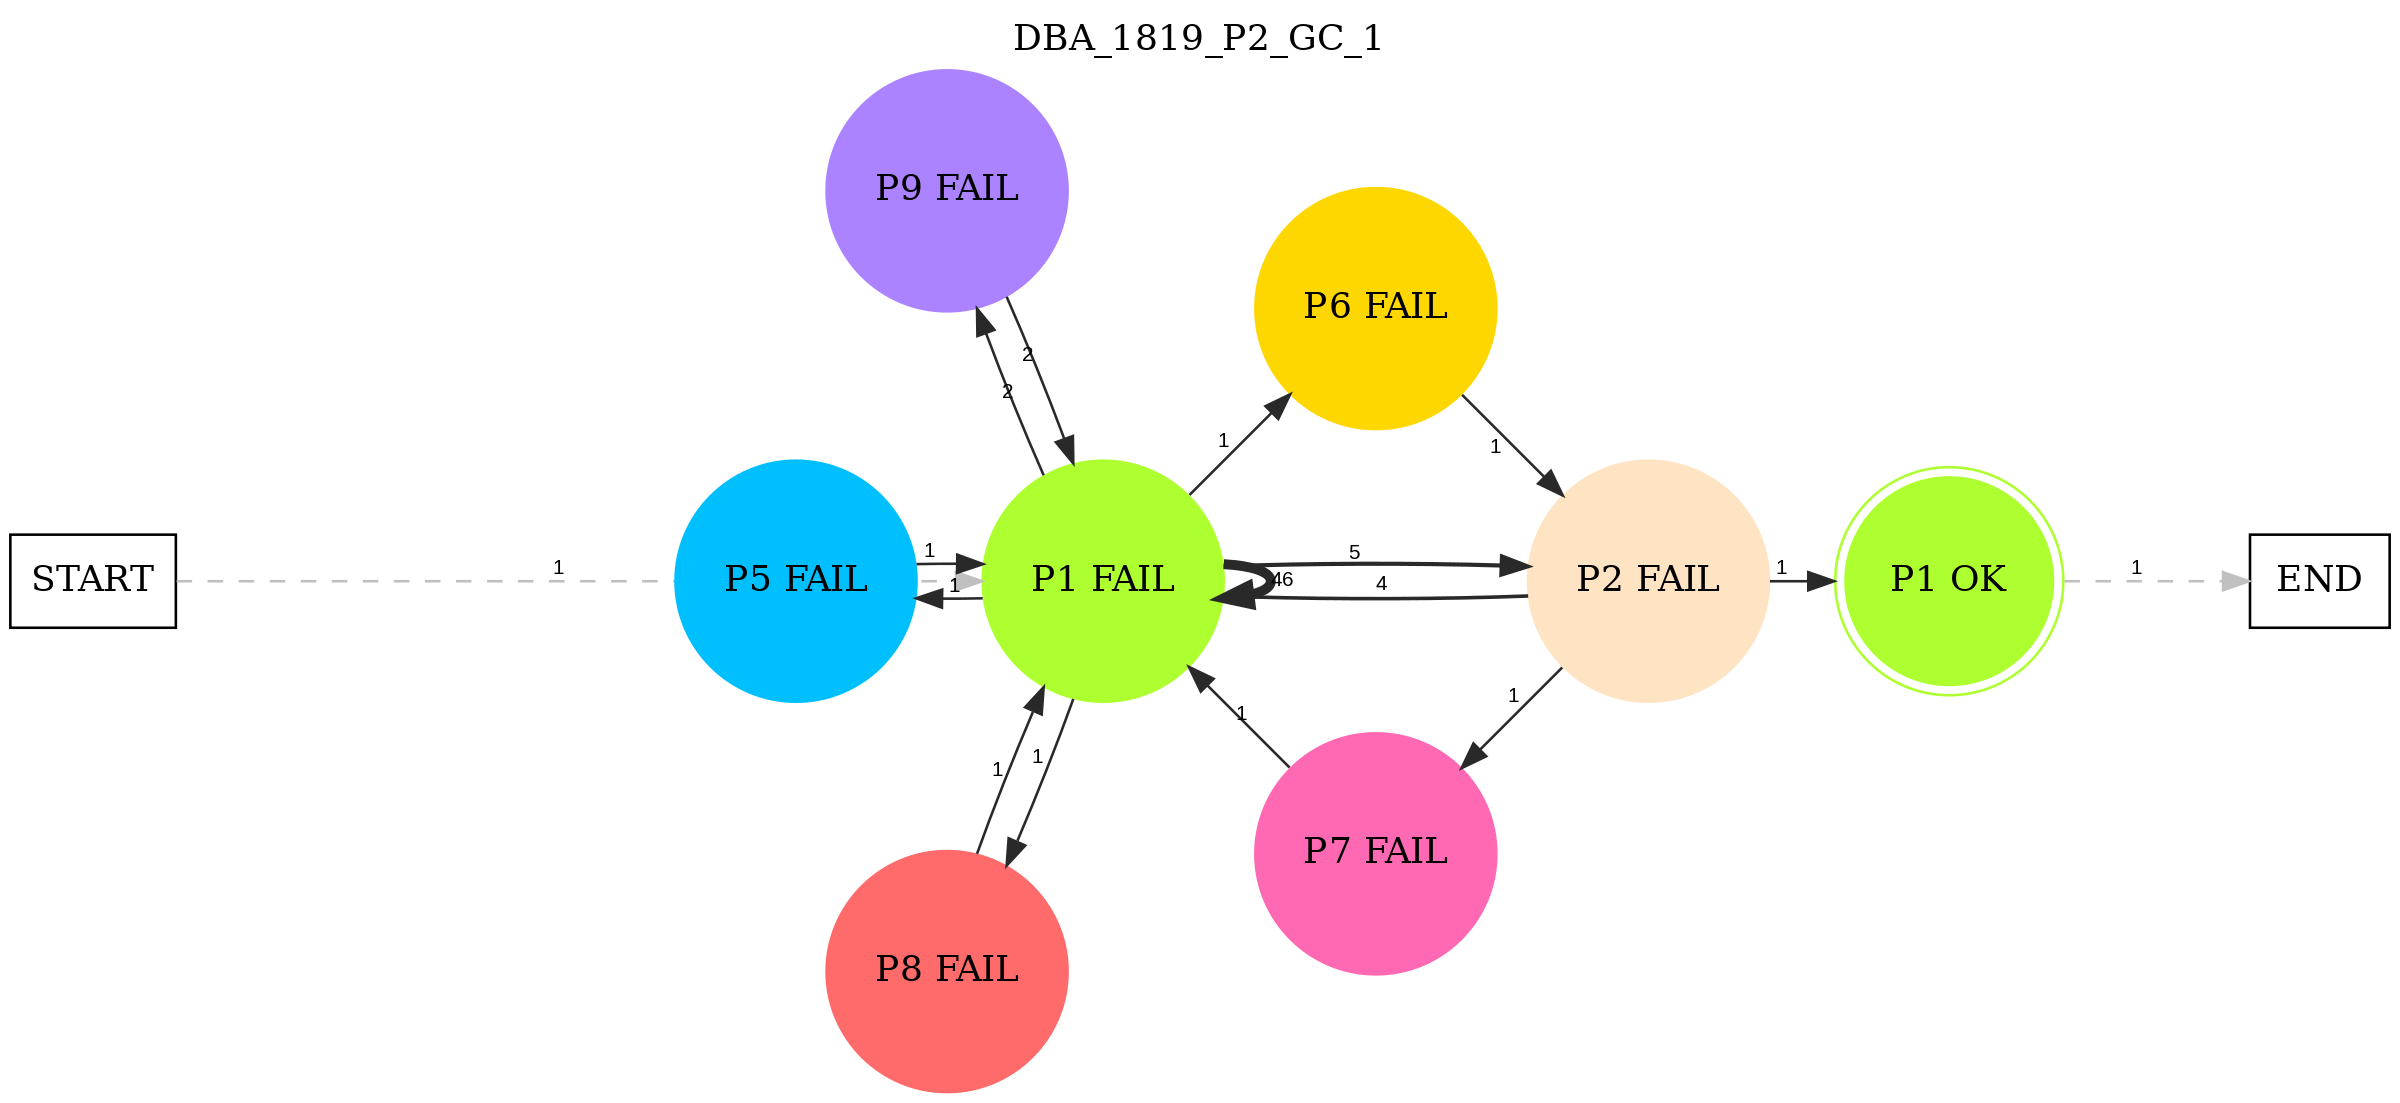 DBA_1819_P2_GC_1
P9 FAIL
P6 FAIL
2
2
1
1
START
1
P5 FAIL
1
1
P1 FAIL
5
46
4
P2 FAIL
1
P1 OK
1
END
1
1
1
1
P7 FAIL
P8 FAIL